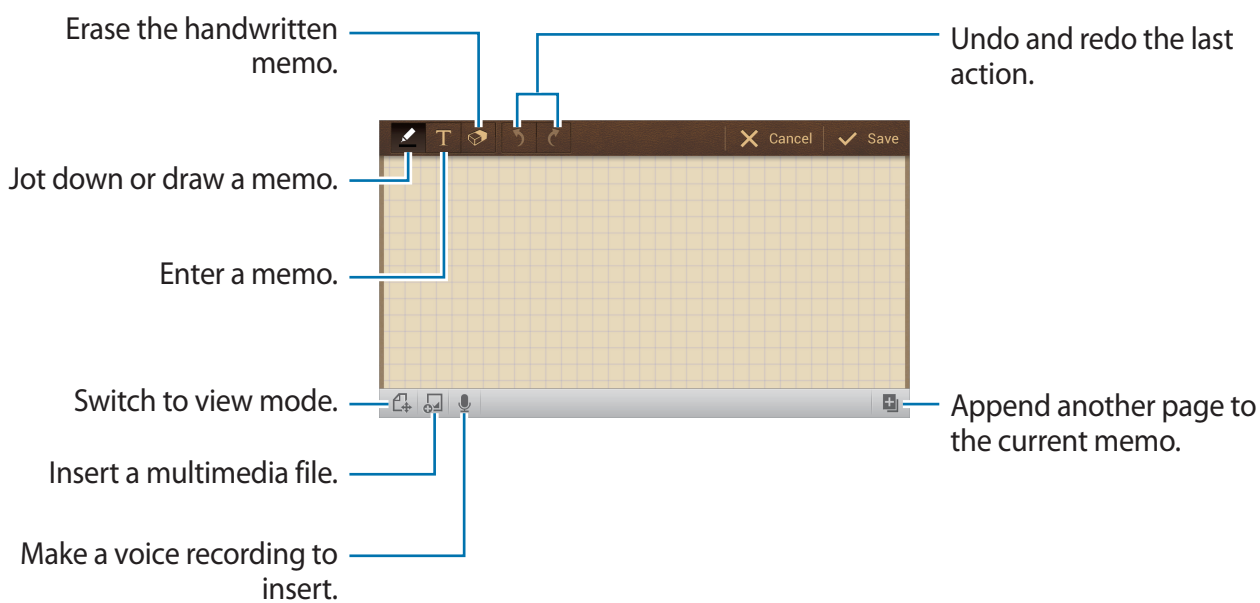 Erase the handwritten
memo.
Undo and redo the last
action.
T
Cancel
Save
Jot down or draw a memo.
Enter a memo.
Switch to view mode.
Append another page to
the current memo.
Insert a multimedia file.
Make a voice recording to
insert.